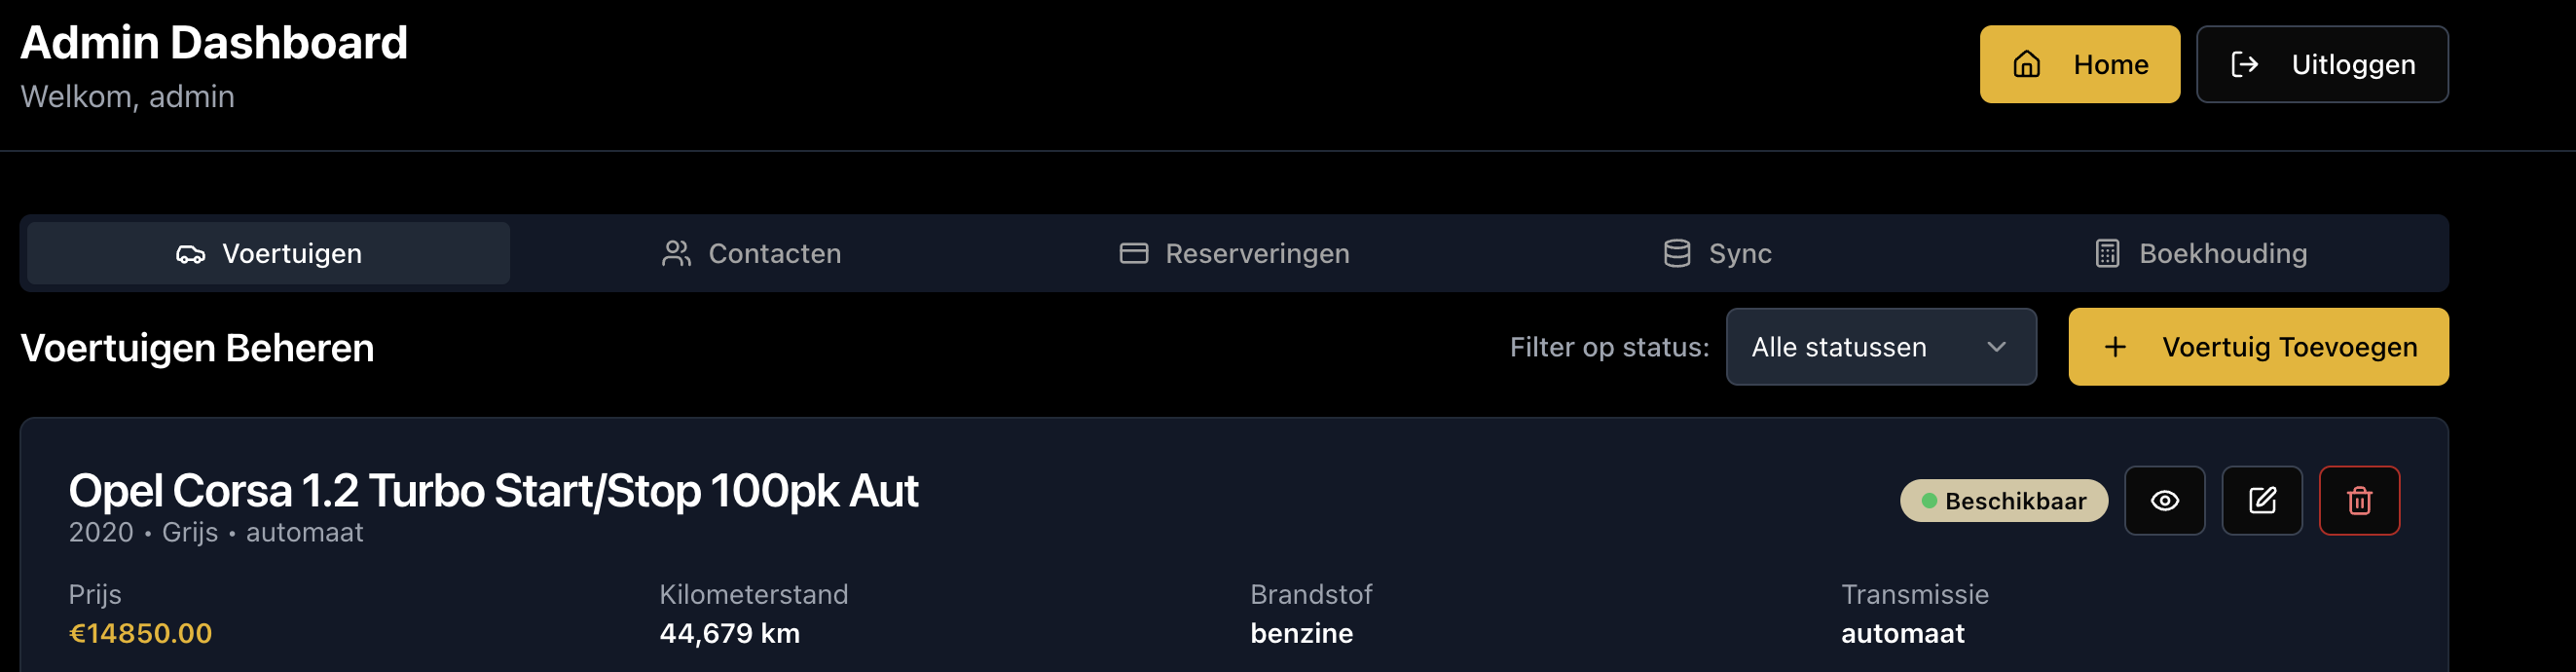 Admin Dashboard
Welkom, admin
Home
Uitloggen
Voertuigen
Contacten
Reserveringen
Sync
Boekhouding
Voertuigen Beheren
Filter op status:
Alle statussen
Voertuig Toevoegen
Opel Corsa 1.2 Turbo Start/Stop 100pk Aut
Beschikbaar
2020 • Grijs • automaat
Prijs
Kilometerstand
Brandstof
Transmissie
€14850.00
44,679 km
benzine
automaat